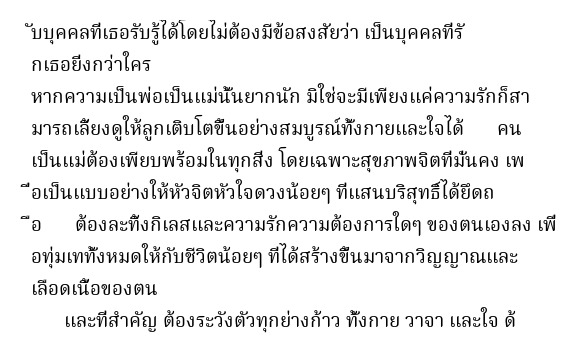 ับบุคคลที่เธอรับรู้ได้โดยไม่ต้องมีข้อสงสัยว่า เป็นบุคคลที่รั
กเธอยิ่งกว่าใคร
หากความเป็นพ่อเป็นแม่นั้นยากนัก มิใช่จะมีเพียงแค่ความรักก็สา
มารถเลี้ยงดูให้ลูกเติบโตขึ้นอย่างสมบูรณ์ทั้งกายและใจได้ คน
เป็นแม่ต้องเพียบพร้อมในทุกสิ่ง โดยเฉพาะสุขภาพจิตที่มั่นคง เพ
ื่อเป็นแบบอย่างให้หัวจิตหัวใจดวงน้อยๆ ที่แสนบริสุทธิ์ได้ยึดถ
ือ ต้องละทิ้งกิเลสและความรักความต้องการใดๆ ของตนเองลง เพื่
อทุ่มเททั้งหมดให้กับชีวิตน้อยๆ ที่ได้สร้างขึ้นมาจากวิญญาณและ
เลือดเนื้อของตน
และที่สำคัญ ต้องระวังตัวทุกย่างก้าว ทั้งกาย วาจา และใจ ด้